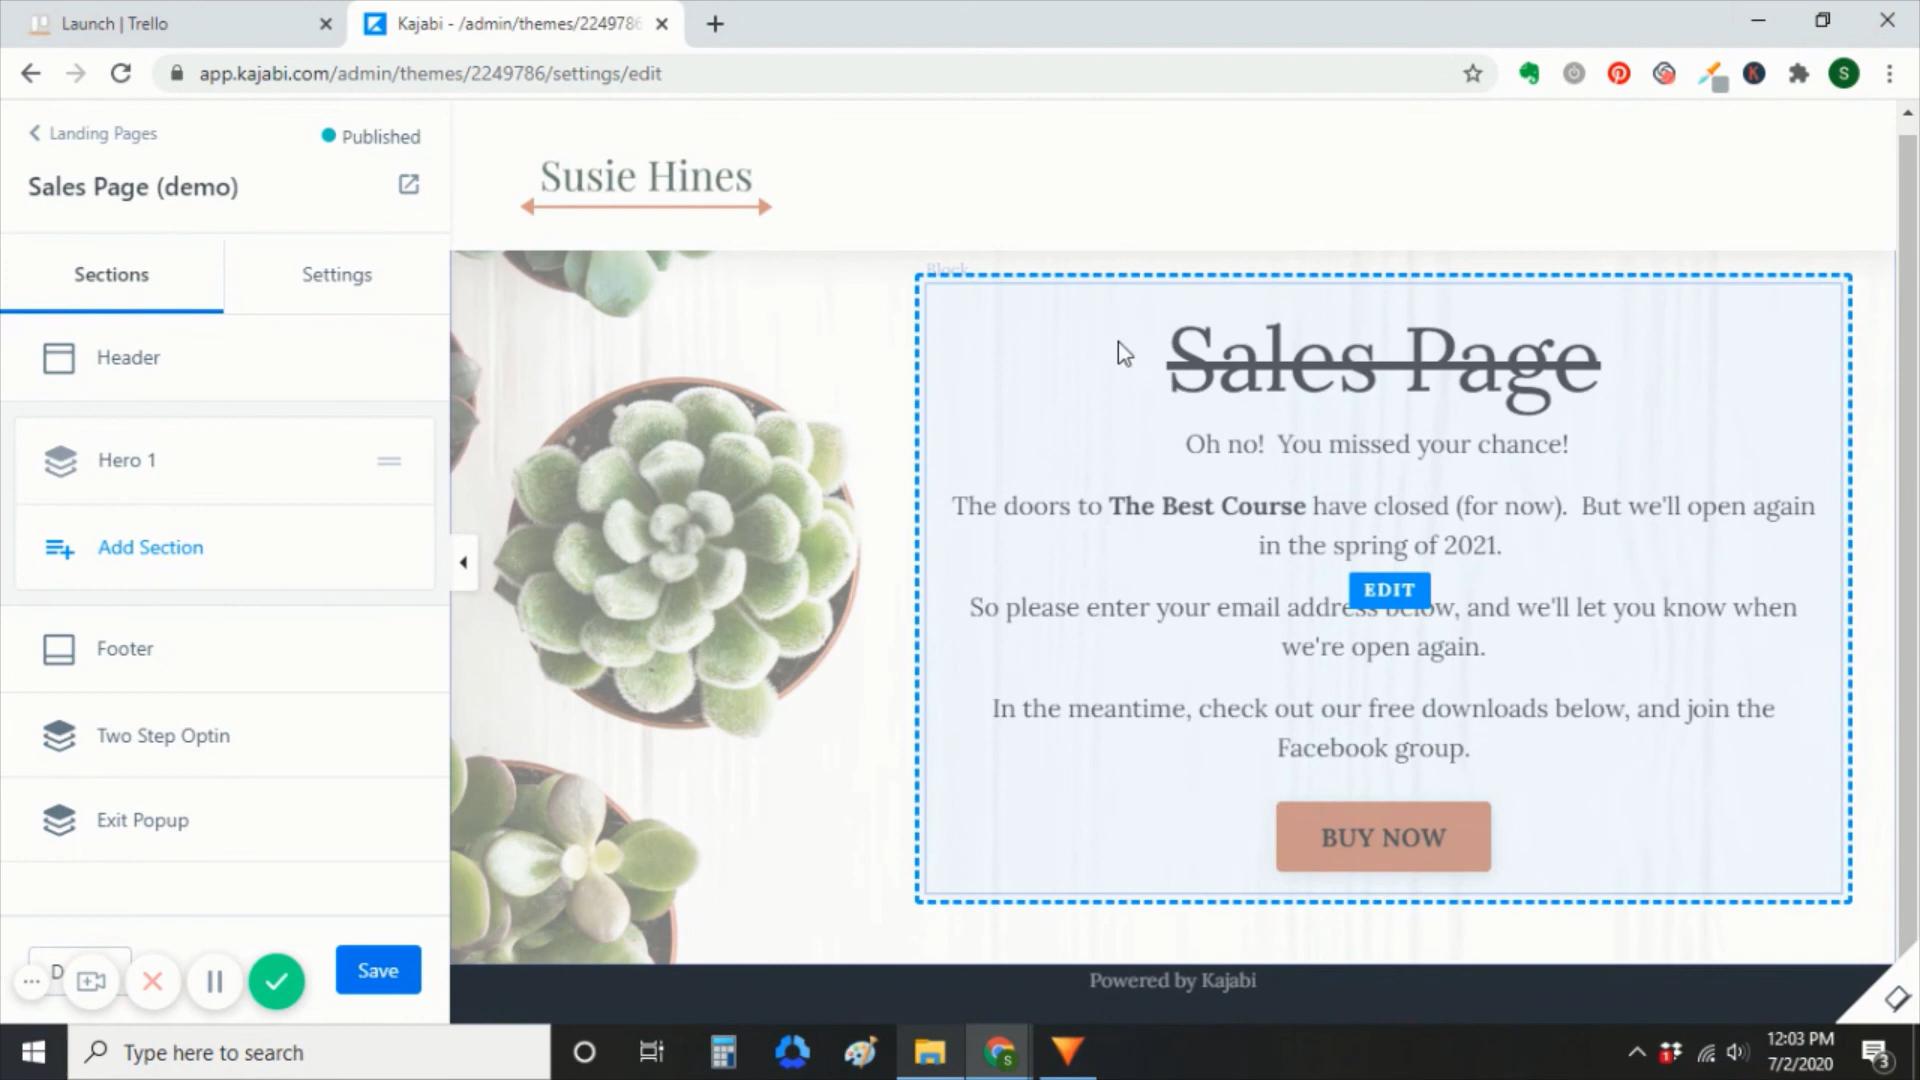 Launch | Trello
Kajabi - /admin/themes/2249786
app.kajabi.com/admin/themes/2249786/settings/edit
S
K
Landing Pages
Published
Sales Page (demo)
Sections
Settings
Header
Hero 1
Add Section
Footer
Two Step Optin
Exit Popup
D
Save
Susie Hines
Block
Sales Page
Oh no! You missed your chance!
The doors to The Best Course have closed (for now). But we'll open again
in the spring of 2021.
EDIT
So please enter your email address below, and we'll let you know when
we're open again.
In the meantime, check out our free downloads below, and join the
Facebook group.
BUY NOW
Powered by Kajabi
Type here to search
S
12:03 PM
7/2/2020
3